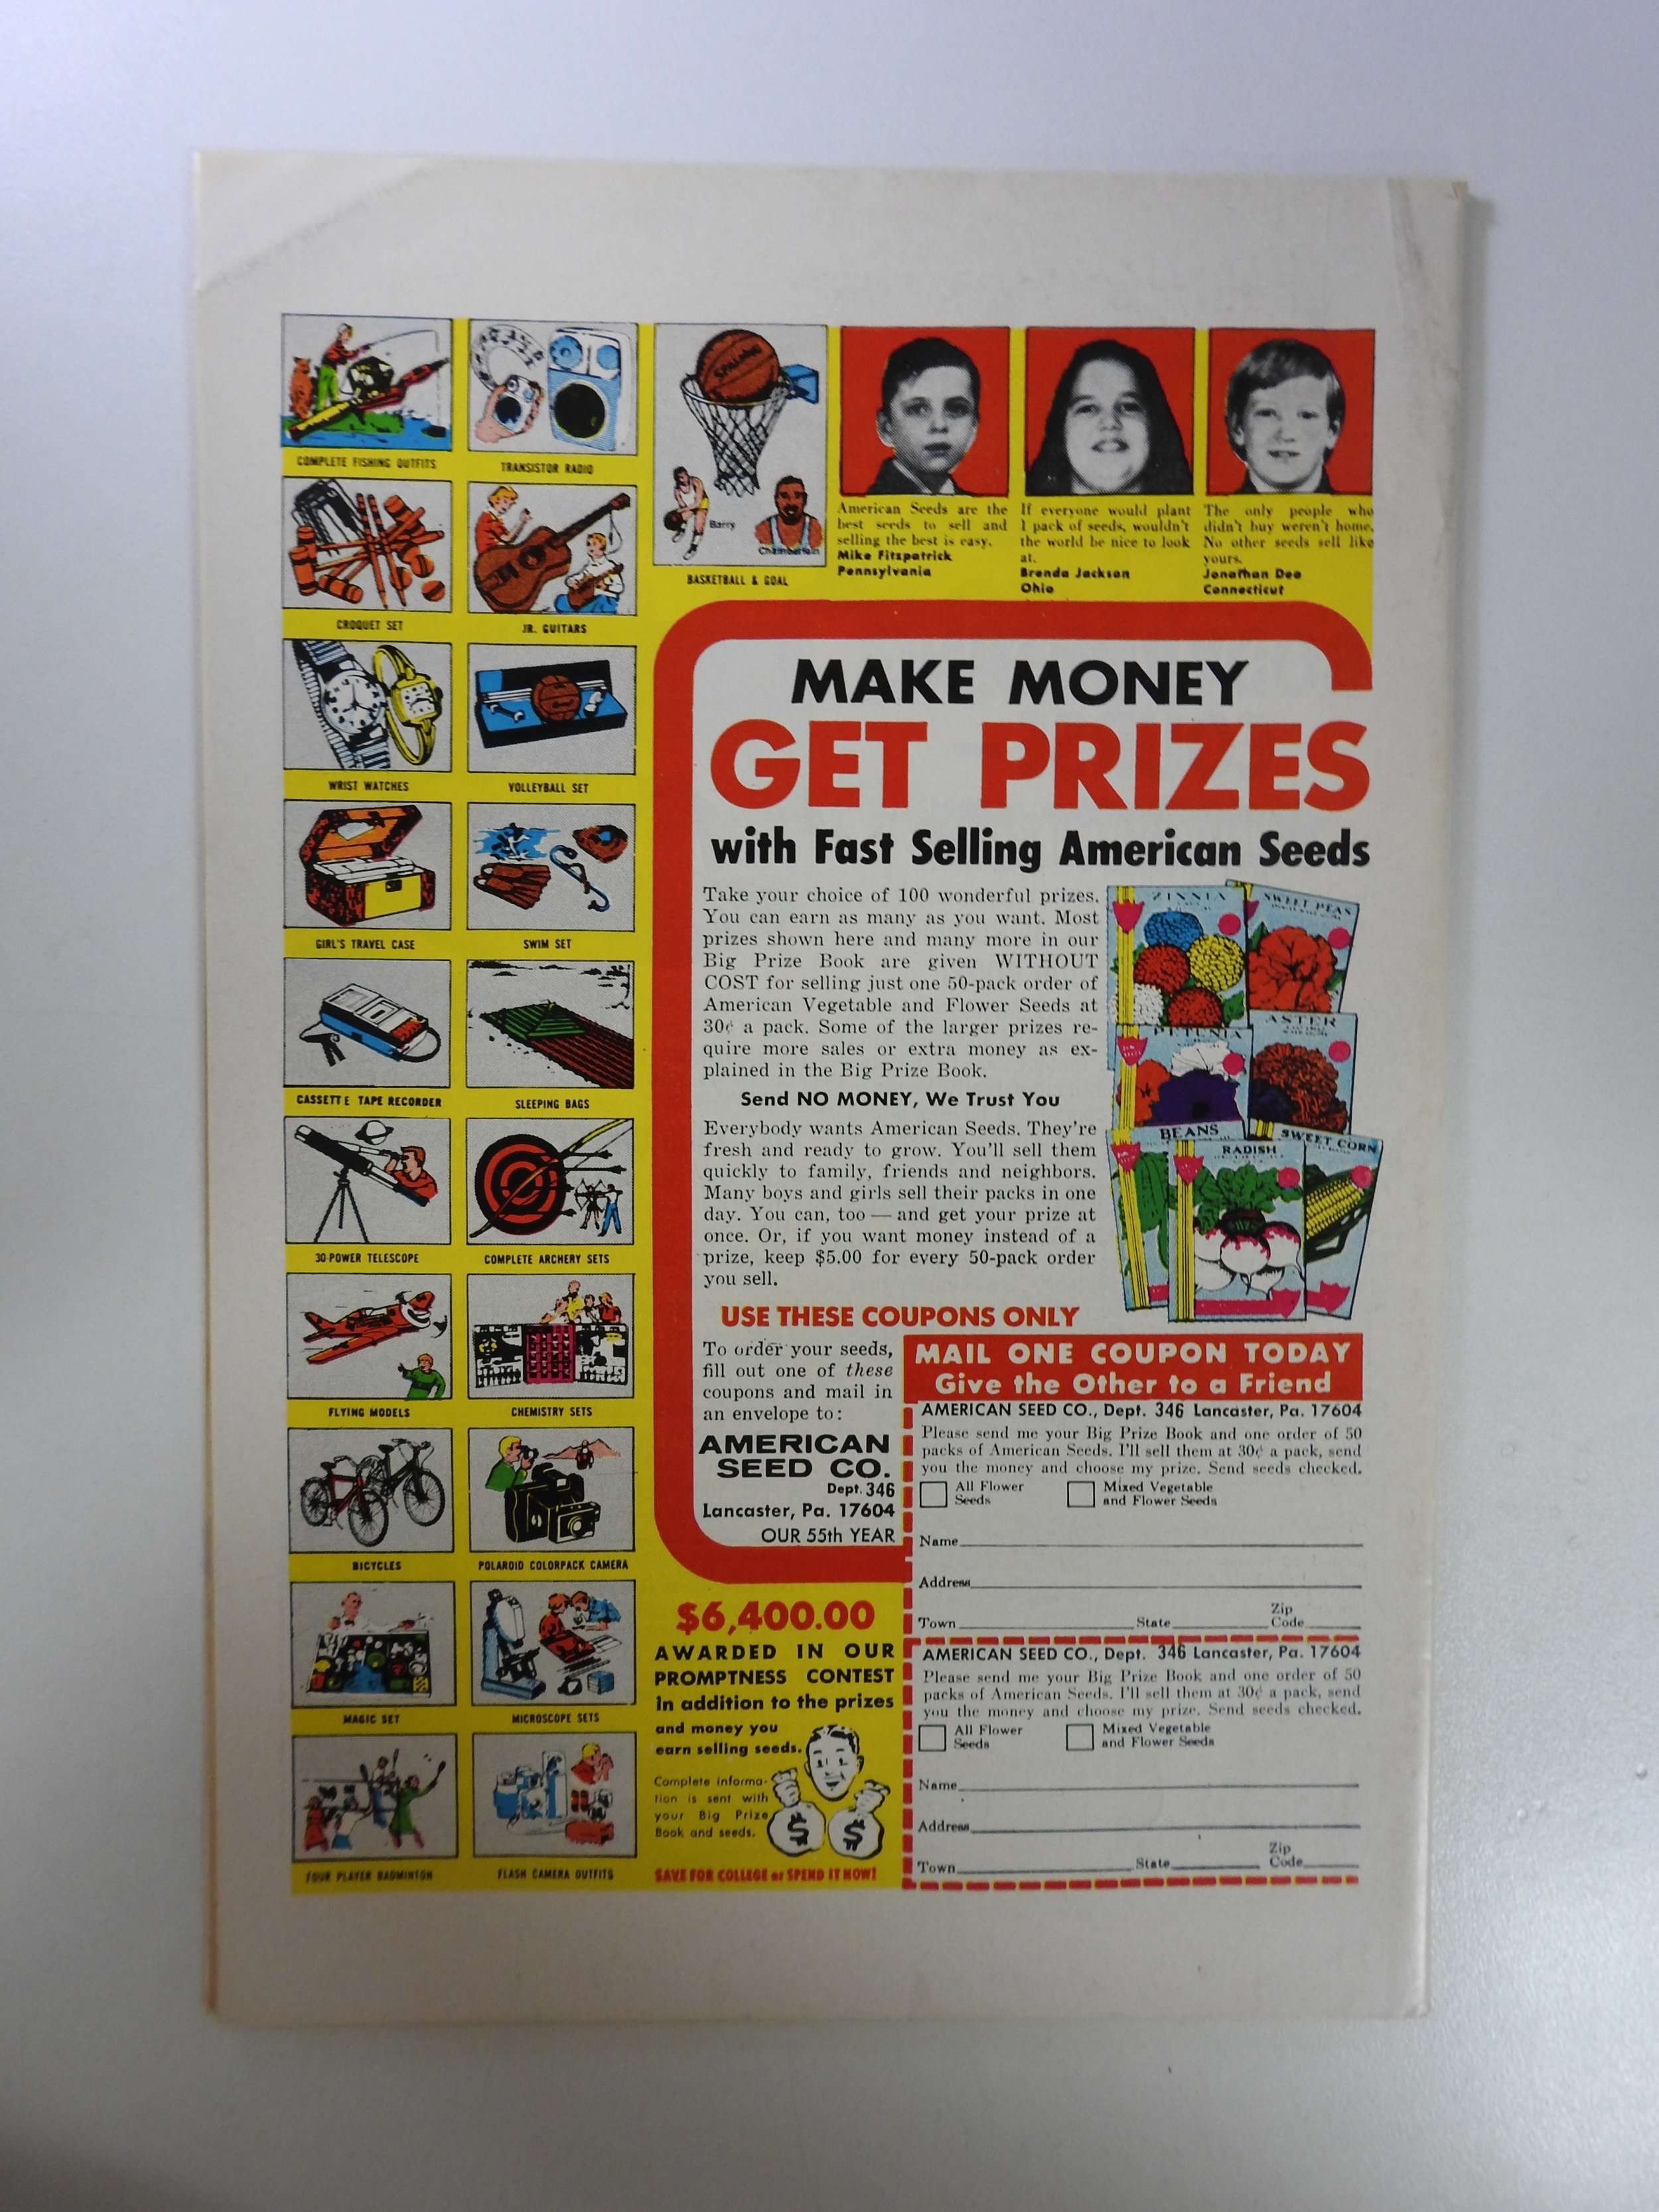 COMPLETE FISHING OUTFITS
TRANSISTOR RADIO
CROQUET SET
JR. GUITARS
WRIST WATCHES
VOLLEYBALL SET
GIRL'S TRAVEL CASE
SWIM SET
CASSETTE TAPE RECORDER
SLEEPING BAGS
30 POWER TELESCOPE
COMPLETE ARCHERY SETS
FLYING MODELS
CHEMISTRY SETS
BICYCLES
POLAROID COLORPACK CAMERA
MAGIC SET
MICROSCOPE SETS
FOUR PLAYER BADMINTON
FLASH CAMERA OUTFITS
Spalding
Barry
Chamberlain
BASKETBALL & GOAL
American Seeds are the
best seeds to sell and
selling the best is easy.
Mike Fitzpatrick
Pennsylvania
If everyone would plant
1 pack of seeds, wouldn't
the world be nice to look
at.
Brenda Jackson
Ohio
The only people who
didn't buy weren't home.
No other seeds sell like
yours.
Jonathan Dee
Connecticut
MAKE MONEY
GET PRIZES
with Fast Selling American Seeds
Take your choice of 100 wonderful prizes.
You can earn as many as you want. Most
prizes shown here and many more in our
Big Prize Book are given WITHOUT
COST for selling just one 50-pack order of
American Vegetable and Flower Seeds at
30¢ a pack. Some of the larger prizes re-
quire more sales or extra money as ex-
plained in the Big Prize Book.
Send NO MONEY, We Trust You
Everybody wants American Seeds. They're
fresh and ready to grow. You'll sell them
quickly to family, friends and neighbors.
Many boys and girls sell their packs in one
day. You can, too — and get your prize at
once. Or, if you want money instead of a
prize, keep $5.00 for every 50-pack order
you sell.
ZINNIA
SWEET PEAS
PETUNIA
ASTER
BEANS
RADISH
SWEET CORN
USE THESE COUPONS ONLY
To order your seeds,
fill out one of these
coupons and mail in
an envelope to:
AMERICAN
SEED CO.
Dept. 346
Lancaster, Pa. 17604
OUR 55th YEAR
$6,400.00
AWARDED IN OUR
PROMPTNESS CONTEST
in addition to the prizes
and money you
earn selling seeds.
Complete informa-
tion is sent with
your Big Prize
Book and seeds.
$ $
SAVE FOR COLLEGE or SPEND IT NOW!
MAIL ONE COUPON TODAY
Give the Other to a Friend
AMERICAN SEED CO., Dept. 346 Lancaster, Pa. 17604
Please send me your Big Prize Book and one order of 50
packs of American Seeds. I'll sell them at 30¢ a pack, send
you the money and choose my prize. Send seeds checked.
All Flower Seeds
Mixed Vegetable and Flower Seeds
Name
Address
Town State Zip Code
AMERICAN SEED CO., Dept. 346 Lancaster, Pa. 17604
Please send me your Big Prize Book and one order of 50
packs of American Seeds. I'll sell them at 30¢ a pack, send
you the money and choose my prize. Send seeds checked.
All Flower Seeds
Mixed Vegetable and Flower Seeds
Name
Address
Town State Zip Code